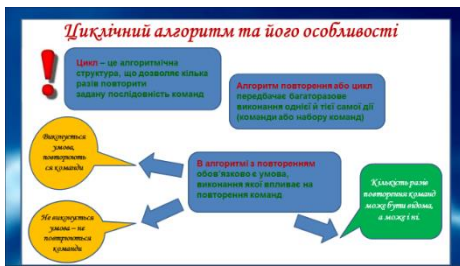 Циклічний алгоритм та його особливості
Цикл – це алгоритмічна
структура, що дозволяє кілька
разів повторити
задану послідовність команд
Алгоритм повторення або цикл
передбачає багаторазове
виконання однієї й тієї самої дії
(команди або набору команд)
Виконується
умова,
повторюють
ся команди
В алгоритмі з повторенням
обов'язково є умова,
виконання якої впливає на
повторення команд
Кількість разів
повторення команд
може бути відома,
а може і ні.
Не виконується
умова – не
повтрюються
команди